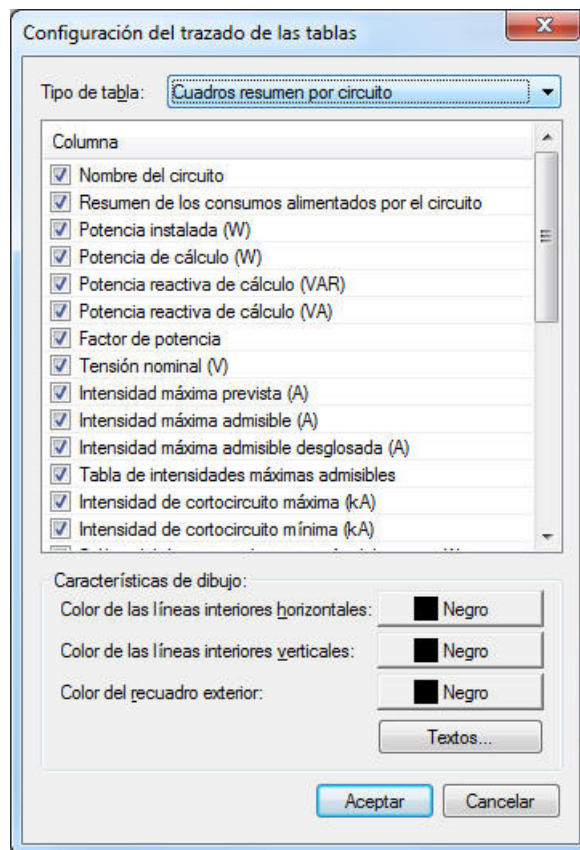 Configuración del trazado de las tablas
Tipo de tabla: Cuadros resumen por circuito
Columna
Nombre del circuito
Resumen de los consumos alimentados por el circuito
Potencia instalada (W)
Potencia de cálculo (W)
Potencia reactiva de cálculo (VAR)
Potencia reactiva de cálculo (VA)
Factor de potencia
Tensión nominal (V)
Intensidad máxima prevista (A)
Intensidad máxima admisible (A)
Intensidad máxima admisible desglosada (A)
Tabla de intensidades máximas admisibles
Intensidad de cortocircuito máxima (kA)
Intensidad de cortocircuito mínima (kA)
Características de dibujo:
Color de las líneas interiores horizontales: Negro
Color de las líneas interiores verticales: Negro
Color del recuadro exterior: Negro
Textos...
Aceptar Cancelar